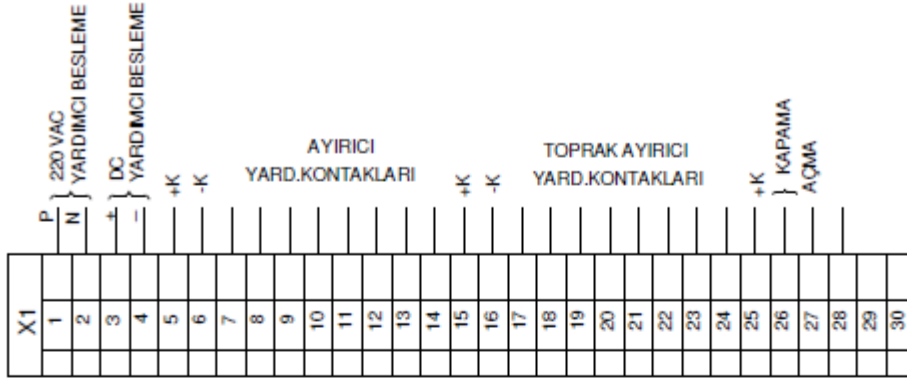 P
220 VAC
N
YARDIMCI BESLEME
+
DC
–
YARDIMCI BESLEME
+K
-K
AYIRICI
YARD.KONTAKLARI
+K
-K
TOPRAK AYIRICI
YARD.KONTAKLARI
+K
KAPAMA
AÇMA
X1 1 2 3 4 5 6 7 8 9 10 11 12 13 14 15 16 17 18 19 20 21 22 23 24 25 26 27 28 29 30